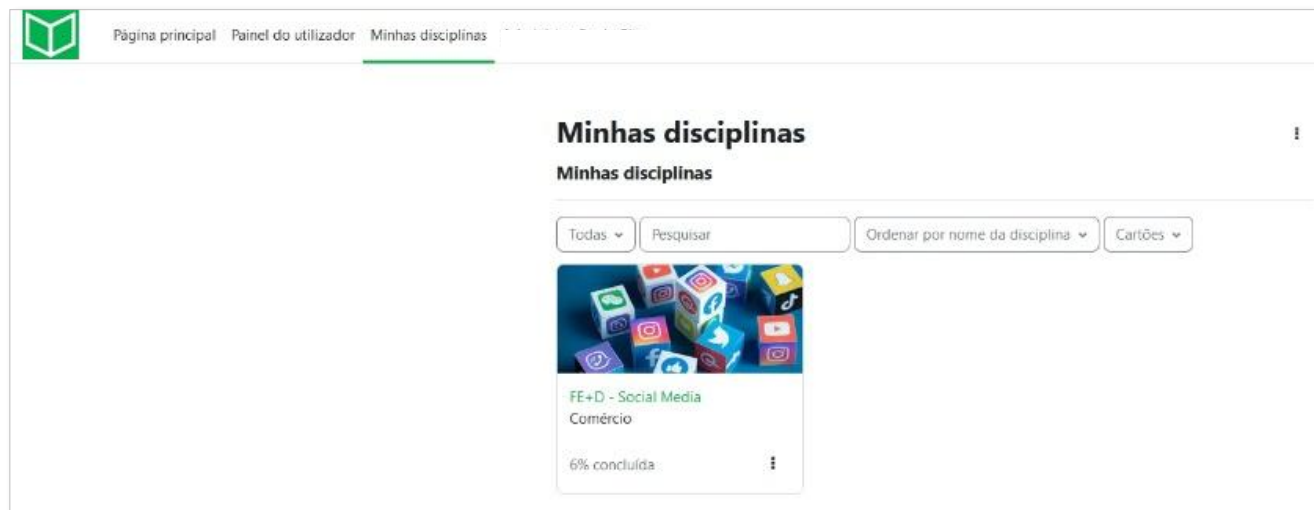 Página principal Painel do utilizador Minhas disciplinas
Minhas disciplinas
Minhas disciplinas
Todas Pesquisar Ordenar por nome da disciplina Cartões
FE+D - Social Media
Comércio
6% concluída